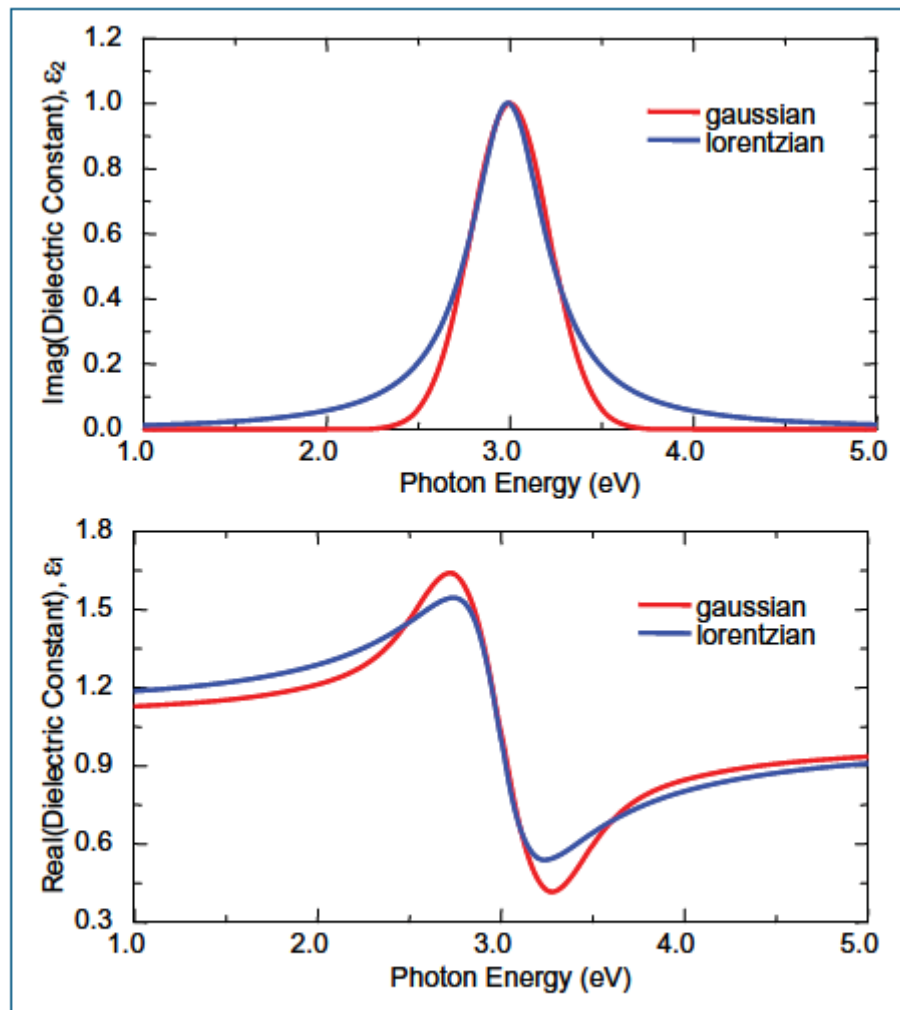 1.2
1.0
0.8
0.6
0.4
0.2
0.0
Imag(Dielectric Constant), ε₂
gaussian
lorentzian
1.0 2.0 3.0 4.0 5.0
Photon Energy (eV)
1.8
1.5
1.2
0.9
0.6
0.3
Real(Dielectric Constant), ε₁
gaussian
lorentzian
1.0 2.0 3.0 4.0 5.0
Photon Energy (eV)